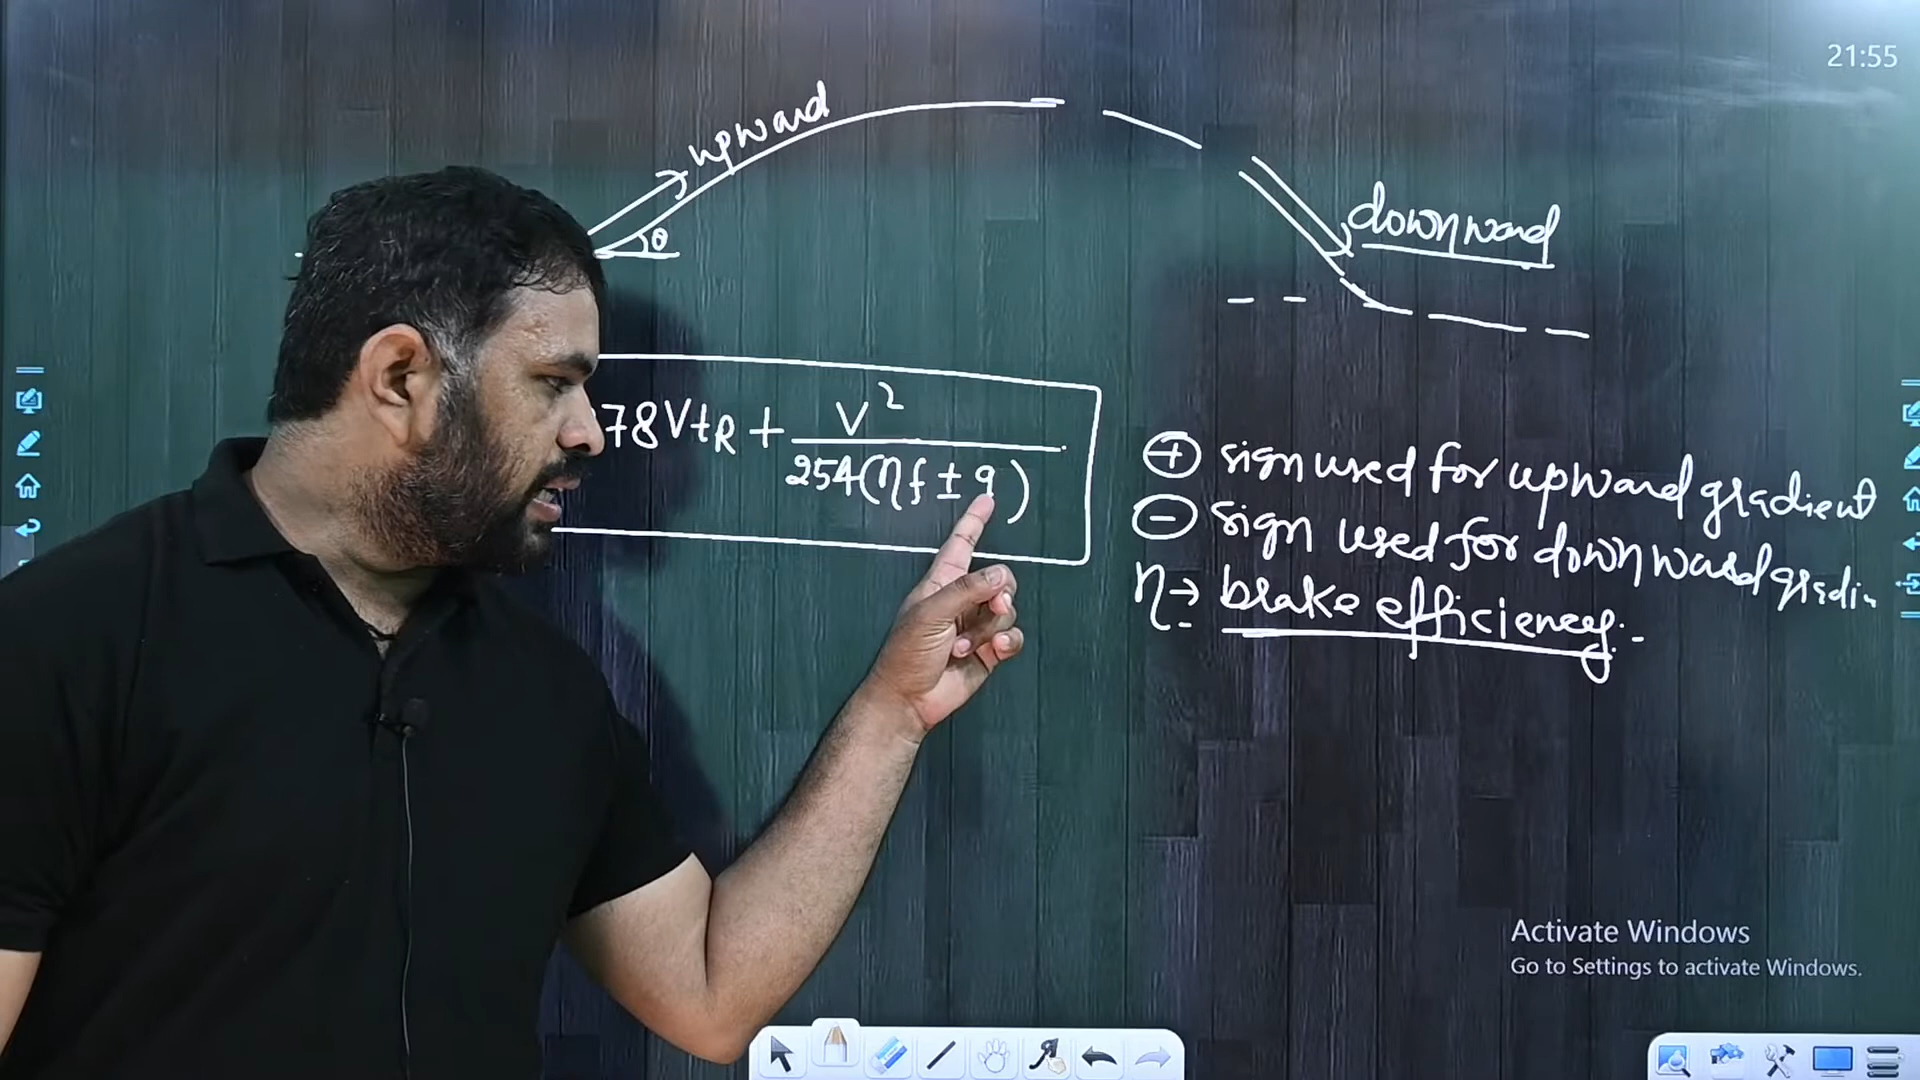 21:55
upward
θ
downward
78VtR + V²
254(ηf ± g)
⊕ sign used for upward gradient
⊖ sign used for downward gradi
η → brake efficiency.
Activate Windows
Go to Settings to activate Windows.